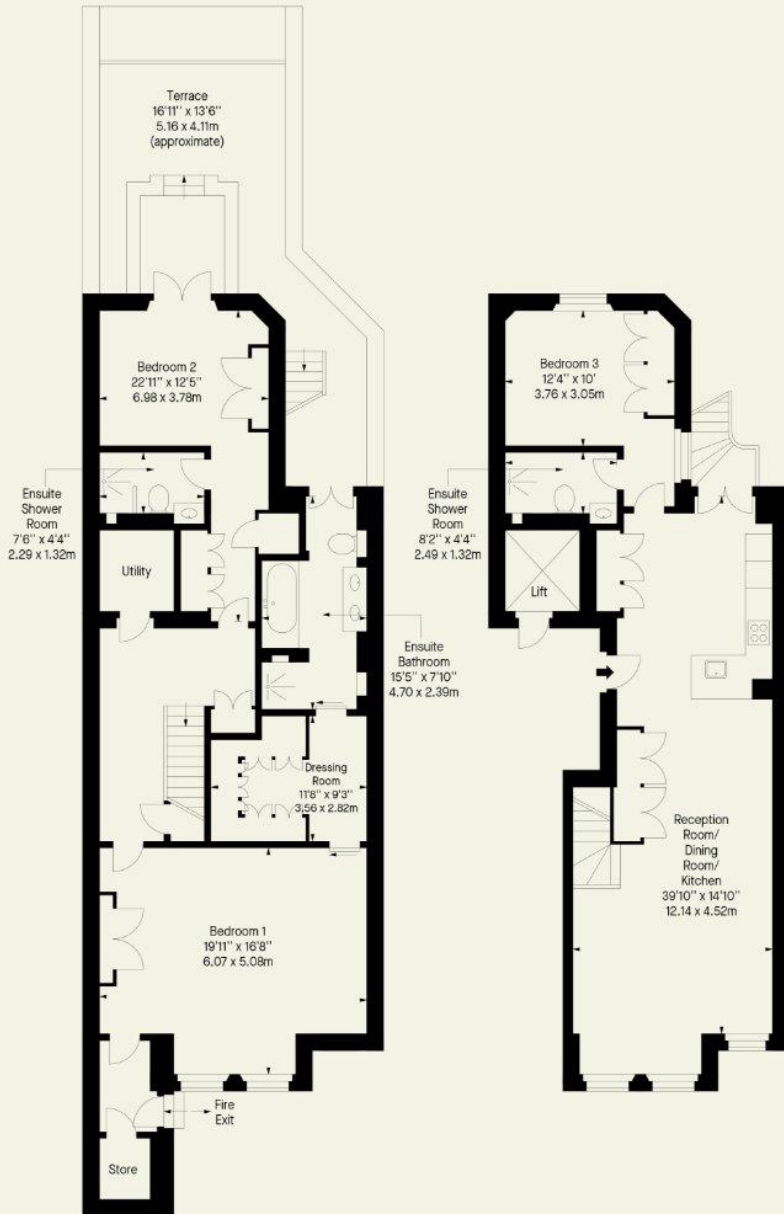 Terrace
16'11'' x 13'6''
5.16 x 4.11m
(approximate)
Bedroom 2
22'11'' x 12'5''
6.98 x 3.78m
Ensuite
Shower
Room
7'6'' x 4'4''
2.29 x 1.32m
Utility
Ensuite
Bathroom
15'5'' x 7'10''
4.70 x 2.39m
Dressing
Room
11'8'' x 9'3''
3.56 x 2.82m
Bedroom 1
19'11'' x 16'8''
6.07 x 5.08m
Fire
Exit
Store
Bedroom 3
12'4'' x 10'
3.76 x 3.05m
Ensuite
Shower
Room
8'2'' x 4'4''
2.49 x 1.32m
Lift
Reception
Room/
Dining
Room/
Kitchen
39'10'' x 14'10''
12.14 x 4.52m